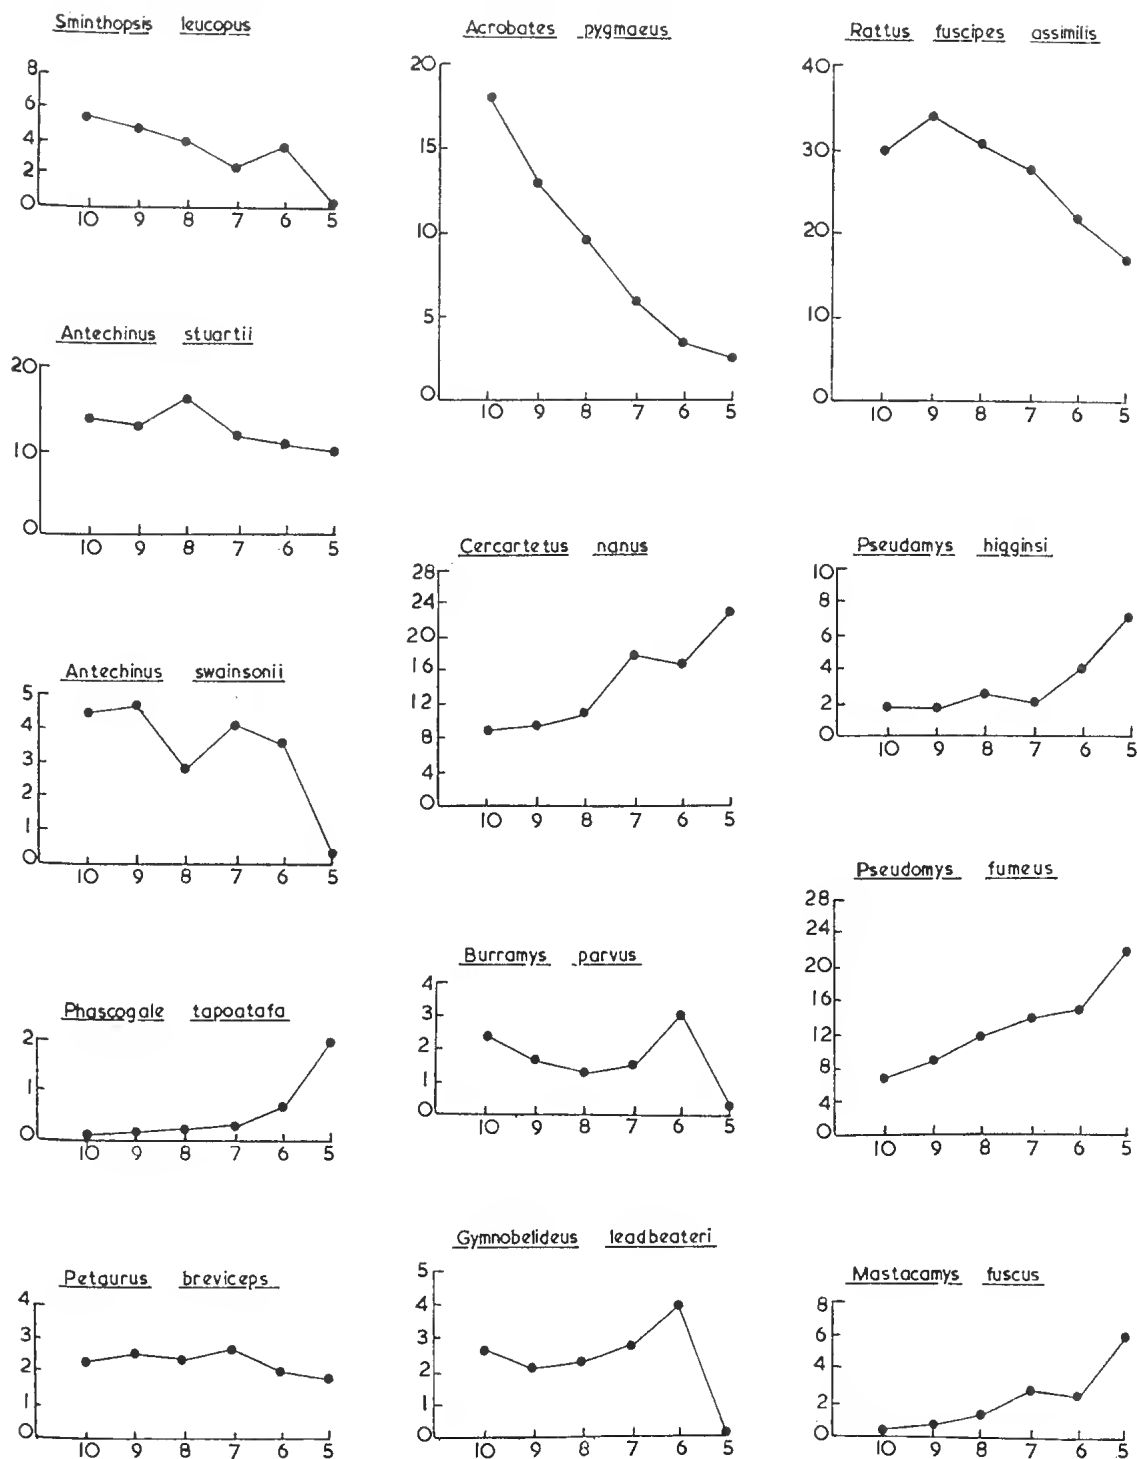 Sminthopsis leucopus
8
6
4
2
0
10 9 8 7 6 5
Antechinus stuartii
20
10
0
10 9 8 7 6 5
Antechinus swainsonii
5
4
3
2
1
0
10 9 8 7 6 5
Phascogale tapoatafa
2
1
0
10 9 8 7 6 5
Petaurus breviceps
4
3
2
1
0
10 9 8 7 6 5
Acrobates pygmaeus
20
15
10
5
0
10 9 8 7 6 5
Cercartetus nanus
28
24
20
16
12
8
4
0
10 9 8 7 6 5
Burramys parvus
4
3
2
1
0
10 9 8 7 6 5
Gymnobelideus leadbeateri
5
4
3
2
1
0
10 9 8 7 6 5
Rattus fuscipes assimilis
40
30
20
10
0
10 9 8 7 6 5
Pseudamys higginsi
10
8
6
4
2
0
10 9 8 7 6 5
Pseudomys fumeus
28
24
20
16
12
8
4
0
10 9 8 7 6 5
Mastacamys fuscus
8
6
4
2
0
10 9 8 7 6 5